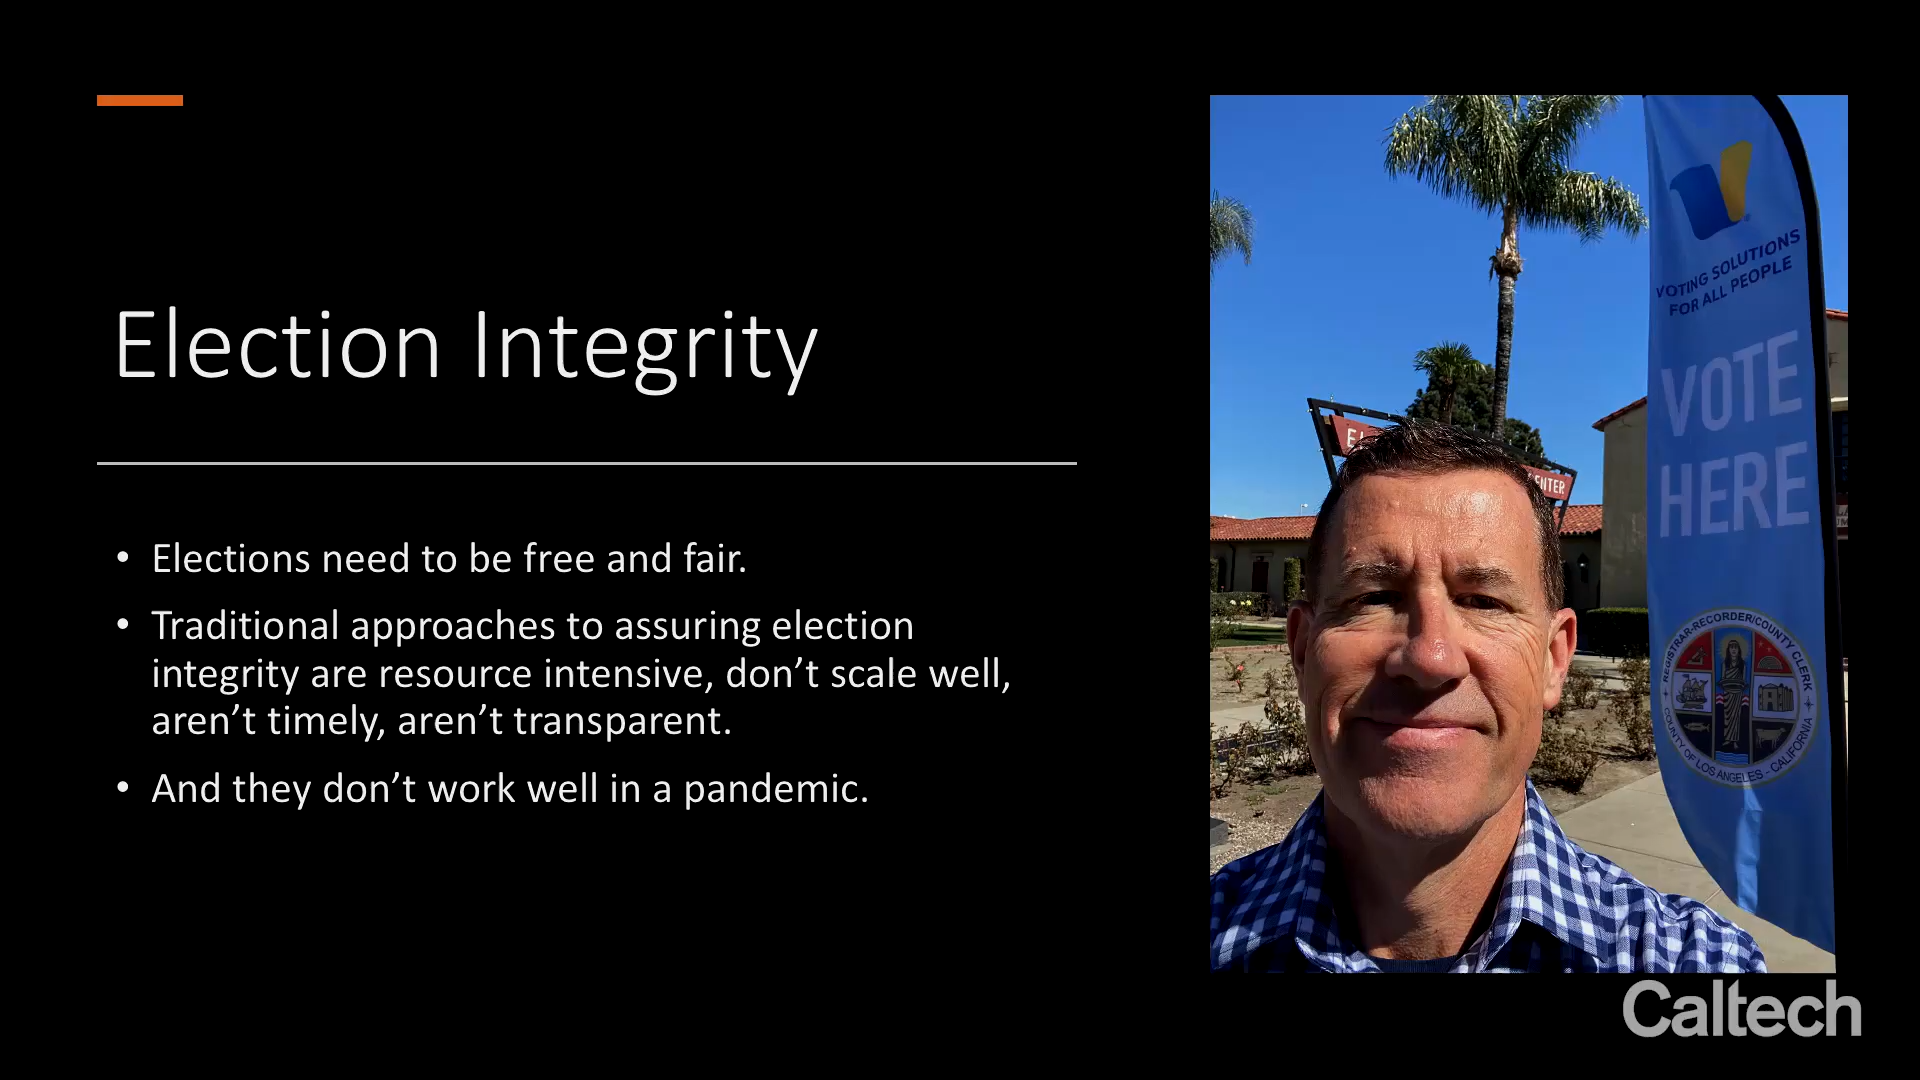 Election Integrity
• Elections need to be free and fair.
• Traditional approaches to assuring election
integrity are resource intensive, don’t scale well,
aren’t timely, aren’t transparent.
• And they don’t work well in a pandemic.
VOTING SOLUTIONS
FOR ALL PEOPLE
VOTE
HERE
REGISTRAR-RECORDER/COUNTY CLERK
COUNTY OF LOS ANGELES - CALIFORNIA
Caltech